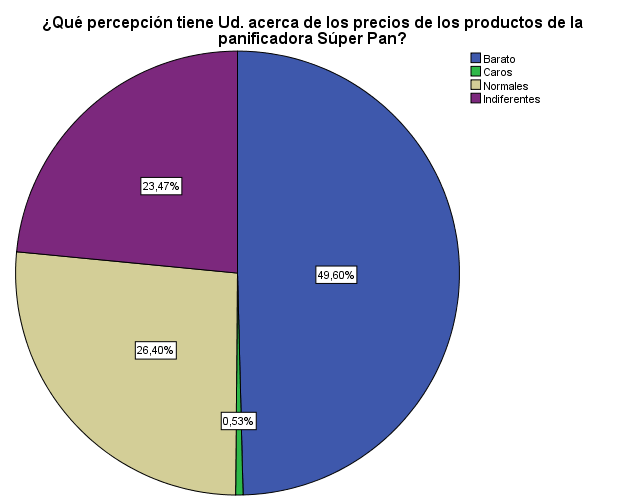 ¿Qué percepción tiene Ud. acerca de los precios de los productos de la
panificadora Súper Pan?
Barato
Caros
Normales
Indiferentes
23,47%
49,60%
26,40%
0,53%